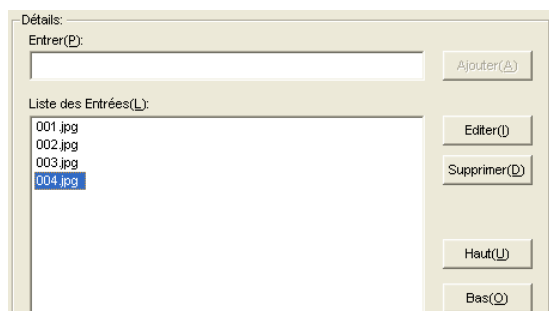 Détails:
Entrer(P):
Ajouter(A)
Liste des Entrées(L):
001.jpg
002.jpg
003.jpg
004.jpg
Editer(I)
Supprimer(D)
Haut(U)
Bas(O)